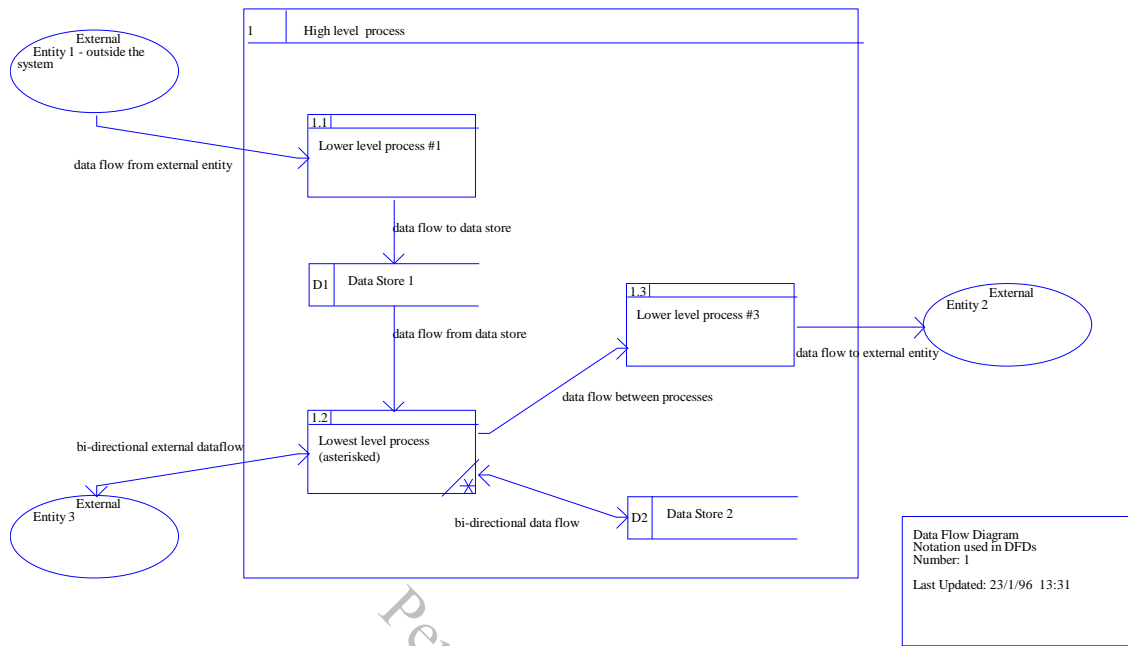 1
High level process
External
Entity 1 - outside the
system
1.1
Lower level process #1
data flow from external entity
data flow to data store
D1
Data Store 1
1.3
Lower level process #3
External
Entity 2
data flow from data store
data flow to external entity
data flow between processes
1.2
Lowest level process
(asterisked)
bi-directional external dataflow
External
Entity 3
D2
Data Store 2
bi-directional data flow
Data Flow Diagram
Notation used in DFDs
Number: 1
Last Updated: 23/1/96 13:31